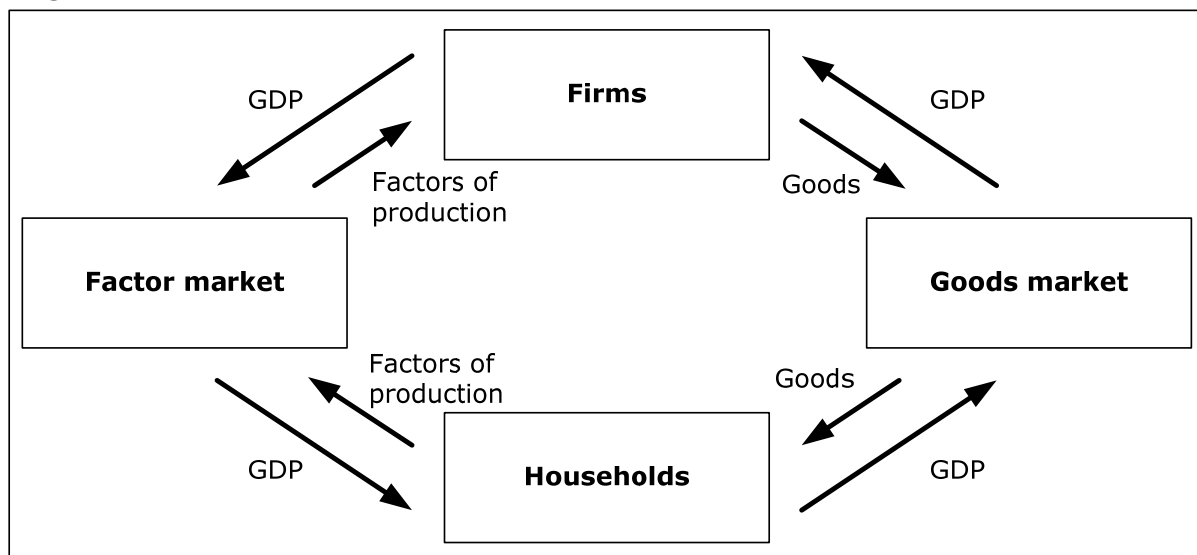 Firms
GDP
GDP
Factors of
production
Goods
Factor market
Goods market
Factors of
production
Goods
GDP
Households
GDP